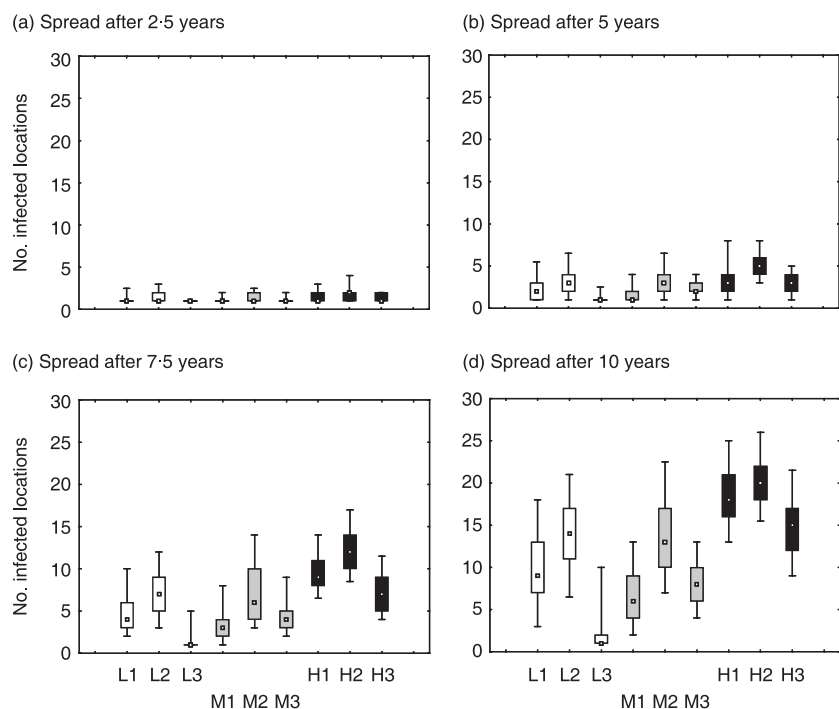 (a) Spread after 2·5 years
(b) Spread after 5 years
No. infected locations
30
25
20
15
10
5
0
30
25
20
15
10
5
0
(c) Spread after 7·5 years
(d) Spread after 10 years
No. infected locations
30
25
20
15
10
5
0
L1 L2 L3 H1 H2 H3
M1 M2 M3
30
25
20
15
10
5
0
L1 L2 L3 H1 H2 H3
M1 M2 M3